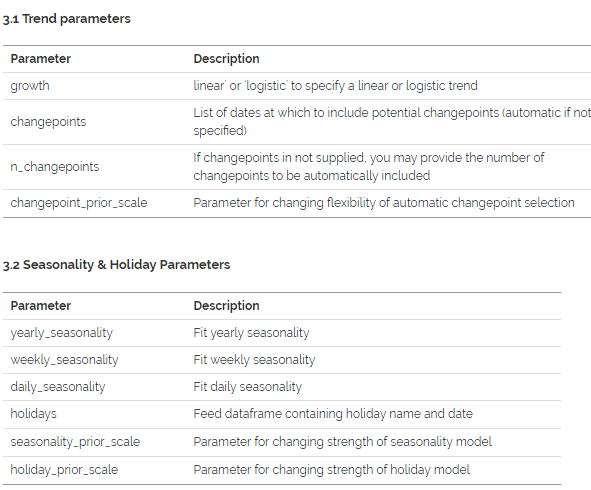 3.1 Trend parameters
Parameter Description
growth linear' or 'logistic' to specify a linear or logistic trend
changepoints List of dates at which to include potential changepoints (automatic if not
specified)
n_changepoints If changepoints in not supplied, you may provide the number of
changepoints to be automatically included
changepoint_prior_scale Parameter for changing flexibility of automatic changepoint selection
3.2 Seasonality & Holiday Parameters
Parameter Description
yearly_seasonality Fit yearly seasonality
weekly_seasonality Fit weekly seasonality
daily_seasonality Fit daily seasonality
holidays Feed dataframe containing holiday name and date
seasonality_prior_scale Parameter for changing strength of seasonality model
holiday_prior_scale Parameter for changing strength of holiday model